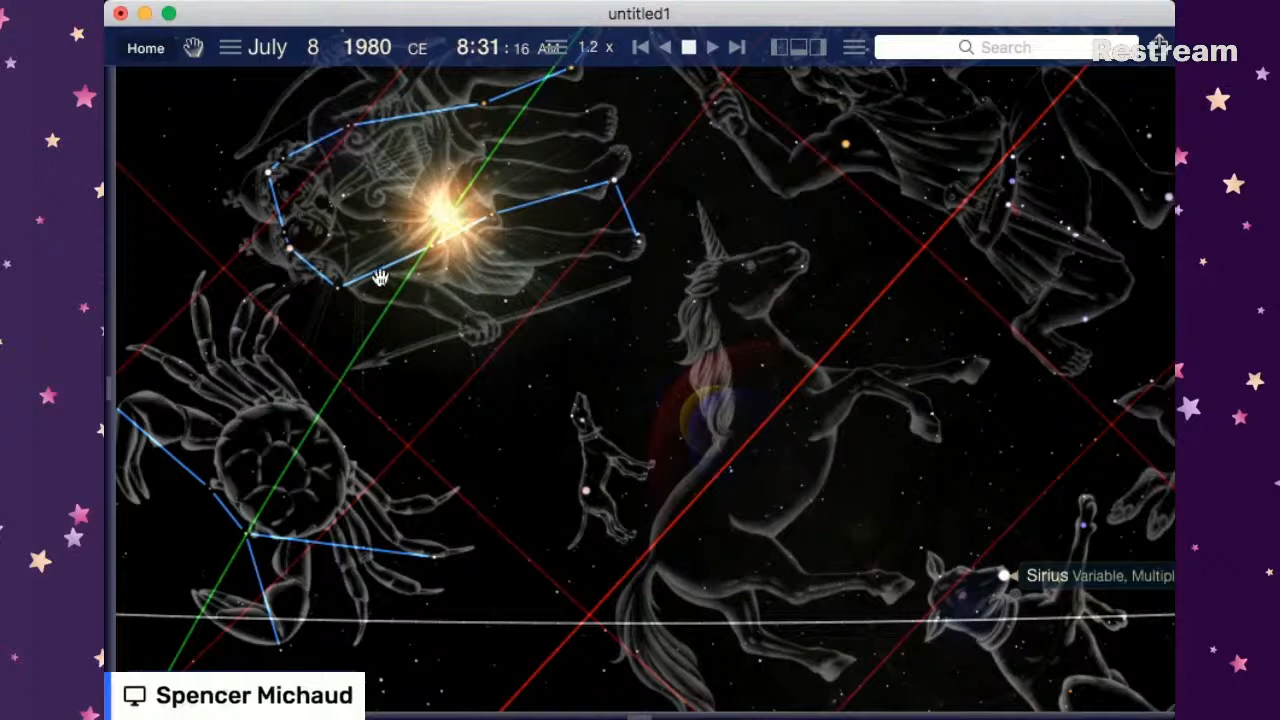 untitled1
Home July 8 1980 CE 8:31:16 AM 1.2 x Search
Restream
Sirius Variable, Multipl
Spencer Michaud